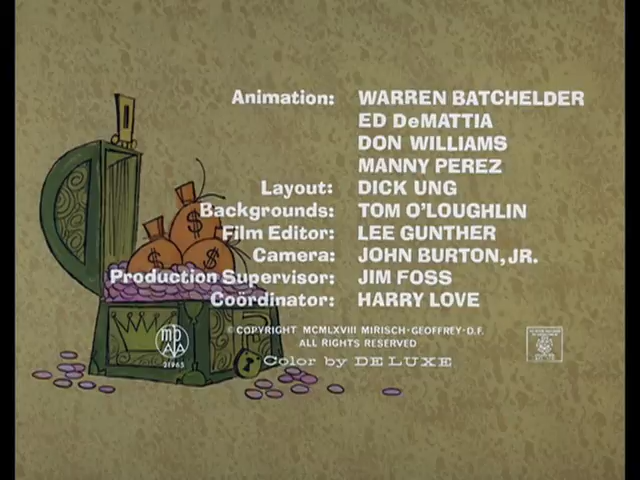 Animation: WARREN BATCHELDER
ED DeMATTIA
DON WILLIAMS
MANNY PEREZ
Layout: DICK UNG
Backgrounds: TOM O'LOUGHLIN
Film Editor: LEE GUNTHER
Camera: JOHN BURTON, JR.
Production Supervisor: JIM FOSS
Coördinator: HARRY LOVE
©COPYRIGHT MCMLXVIII MIRISCH-GEOFFREY-D.F.
ALL RIGHTS RESERVED
Color by DE LUXE
$
$
$
MPAA
21965